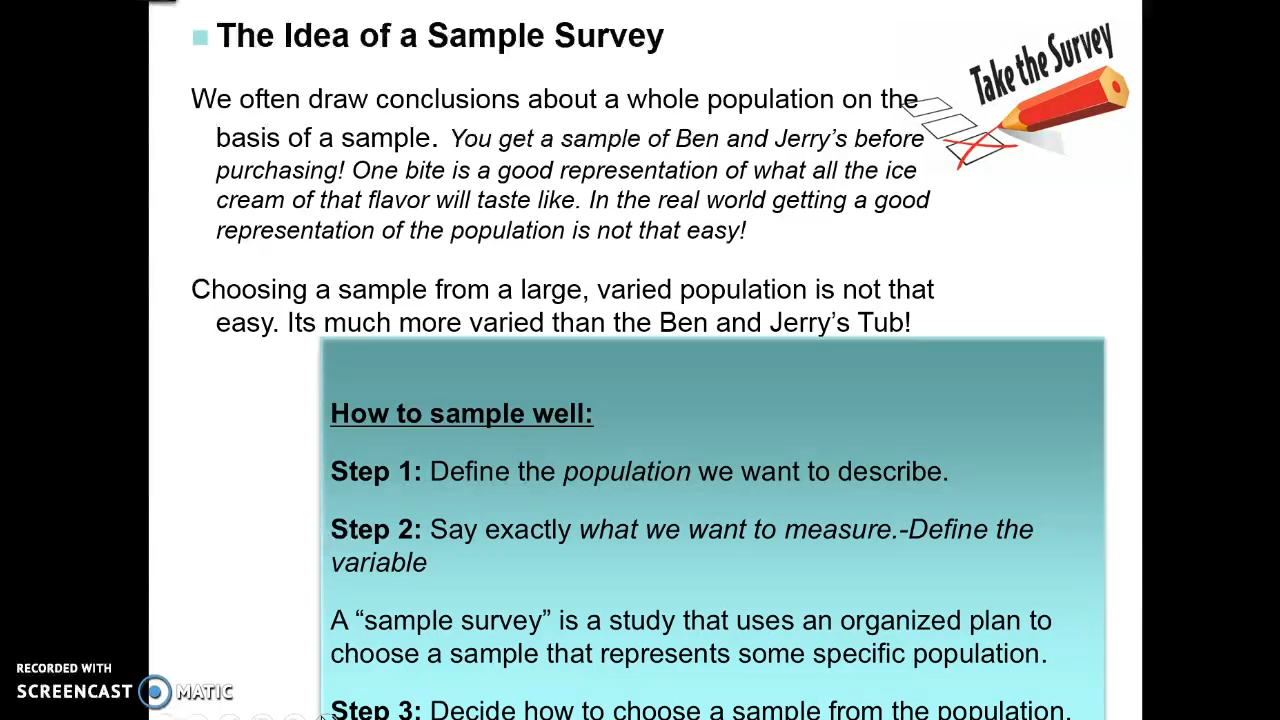 The Idea of a Sample Survey
Take the Survey
We often draw conclusions about a whole population on the
basis of a sample. You get a sample of Ben and Jerry’s before
purchasing! One bite is a good representation of what all the ice
cream of that flavor will taste like. In the real world getting a good
representation of the population is not that easy!
Choosing a sample from a large, varied population is not that
easy. Its much more varied than the Ben and Jerry’s Tub!
How to sample well:
Step 1: Define the population we want to describe.
Step 2: Say exactly what we want to measure.-Define the
variable
A “sample survey” is a study that uses an organized plan to
choose a sample that represents some specific population.
Step 3: Decide how to choose a sample from the population.
RECORDED WITH
SCREENCAST MATIC